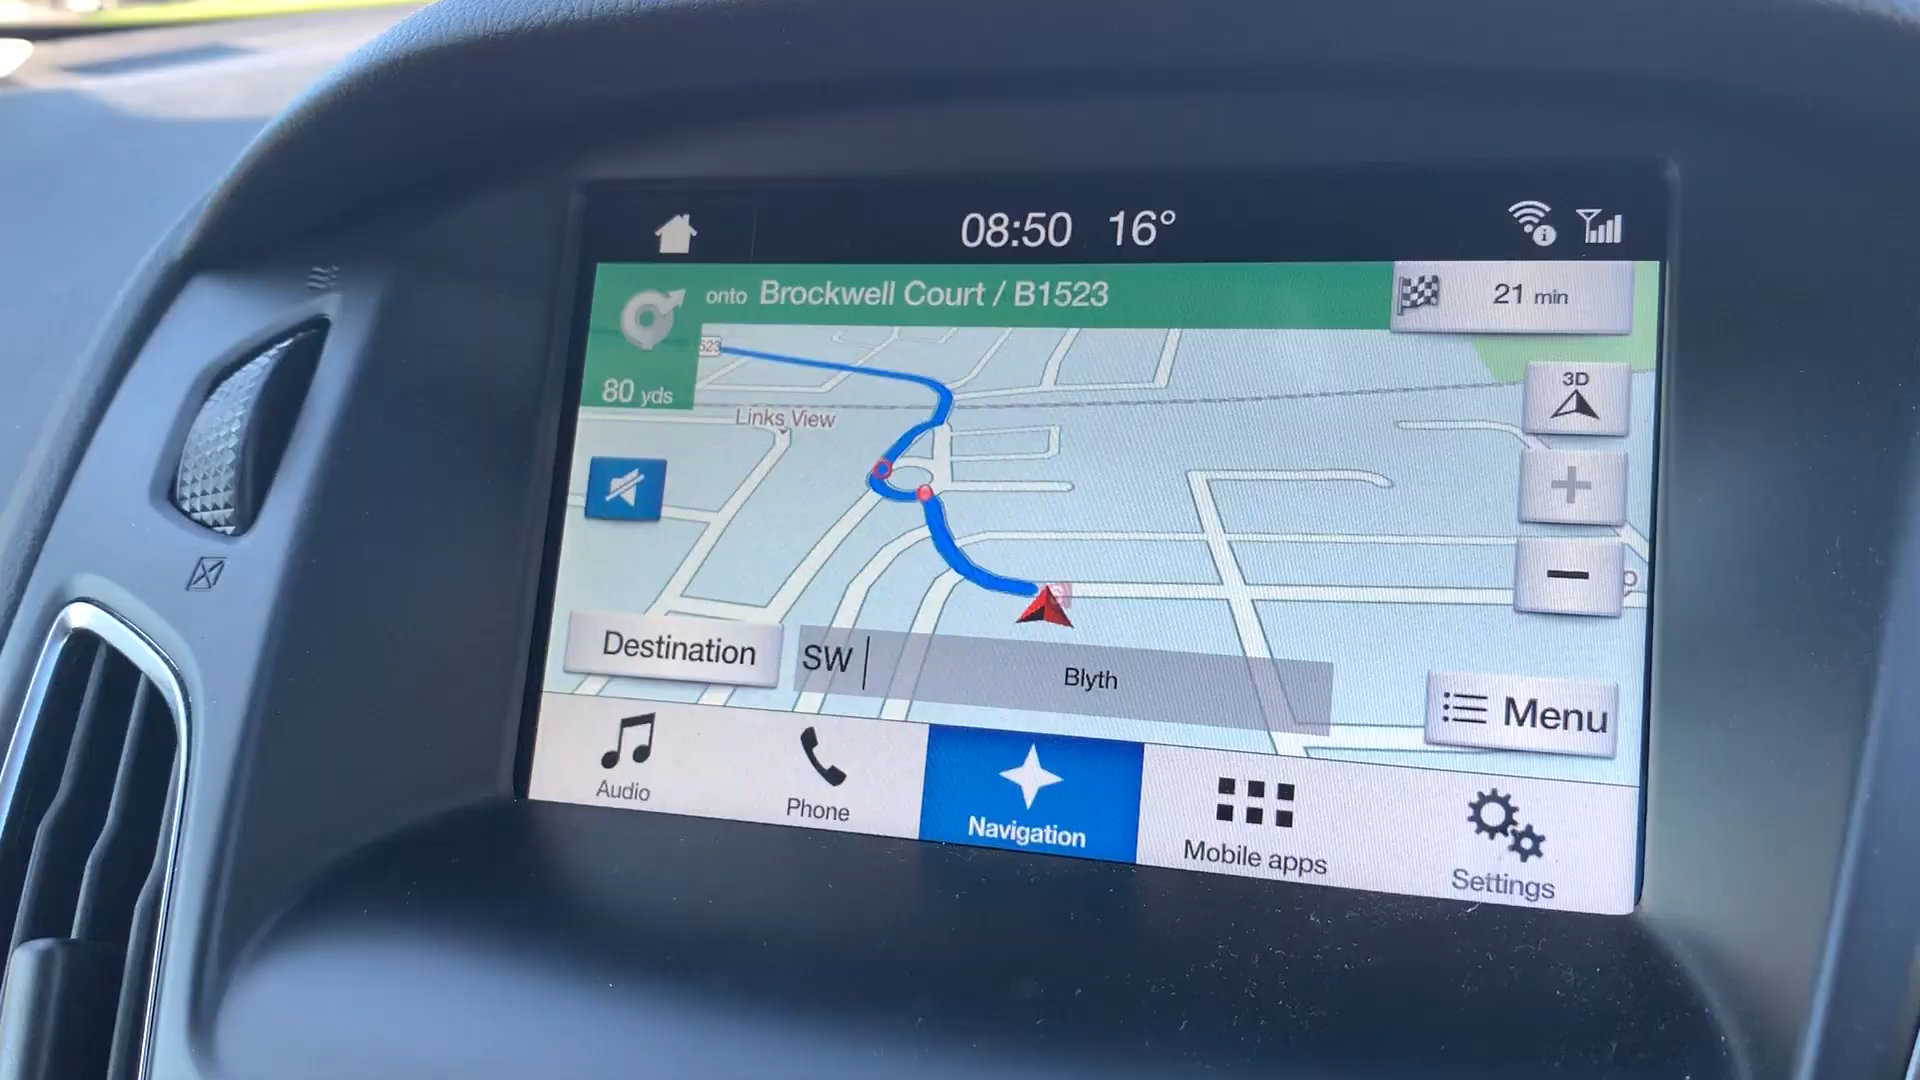 08:50 16°
onto Brockwell Court / B1523
21 min
80 yds
523
Links View
3D
Destination
SW
Blyth
Menu
Audio
Phone
Navigation
Mobile apps
Settings